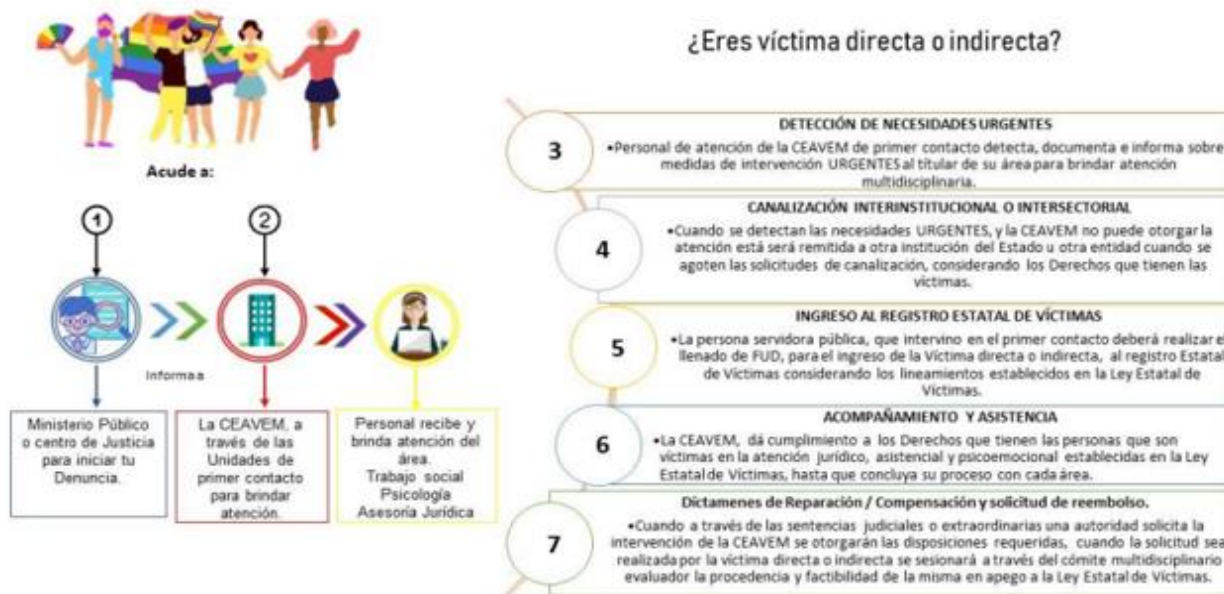 ¿Eres víctima directa o indirecta?
Acude a:
1
2
Informa a
Ministerio Público
o centro de Justicia
para iniciar tu
Denuncia.
La CEAVEM, a
través de las
Unidades de
primer contacto
para brindar
atención.
Personal recibe y
brinda atención del
área.
Trabajo social
Psicología
Asesoría Jurídica
3
DETECCIÓN DE NECESIDADES URGENTES
•Personal de atención de la CEAVEM de primer contacto detecta, documenta e informa sobre
medidas de intervención URGENTES al títular de su área para brindar atención
multidisciplinaria.
4
CANALIZACIÓN INTERINSTITUCIONAL O INTERSECTORIAL
•Cuando se detectan las necesidades URGENTES, y la CEAVEM no puede otorgar la
atención está será remitida a otra institución del Estado u otra entidad cuando se
agoten las solicitudes de canalización, considerando los Derechos que tienen las
víctimas.
5
INGRESO AL REGISTRO ESTATAL DE VÍCTIMAS
•La persona servidora pública, que intervino en el primer contacto deberá realizar el
llenado de FUD, para el ingreso de la Víctima directa o indirecta, al registro Estatal
de Víctimas considerando los lineamientos establecidos en la Ley Estatal de
Víctimas.
6
ACOMPAÑAMIENTO Y ASISTENCIA
•La CEAVEM, dá cumplimiento a los Derechos que tienen las personas que son
víctimas en la atención jurídico, asistencial y psicoemocional establecidas en la Ley
Estatal de Víctimas, hasta que concluya su proceso con cada área.
7
Dictamenes de Reparación / Compensación y solicitud de reembolso.
•Cuando a través de las sentencias judiciales o extraordinarias una autoridad solicita la
intervención de la CEAVEM se otorgarán las disposiciones requeridas, cuando la solicitud sea
realizada por la víctima directa o indirecta se sesionará a través del cómite multidisciplinario
evaluador la procedencia y factibilidad de la misma en apego a la Ley Estatal de Víctimas.